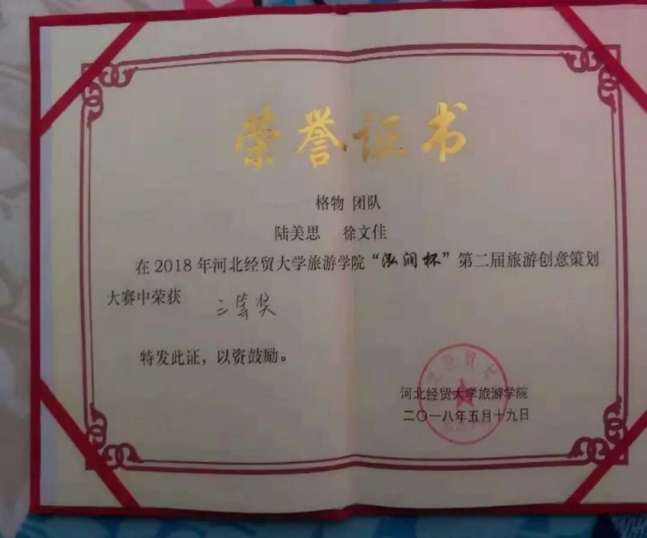 荣誉证书
格物 团队
陆美思 徐文佳
在2018年河北经贸大学旅游学院“泓润杯”第二届旅游创意策划
大赛中荣获 三等奖
特发此证，以资鼓励。
河北经贸大学旅游学院
二〇一八年五月十九日